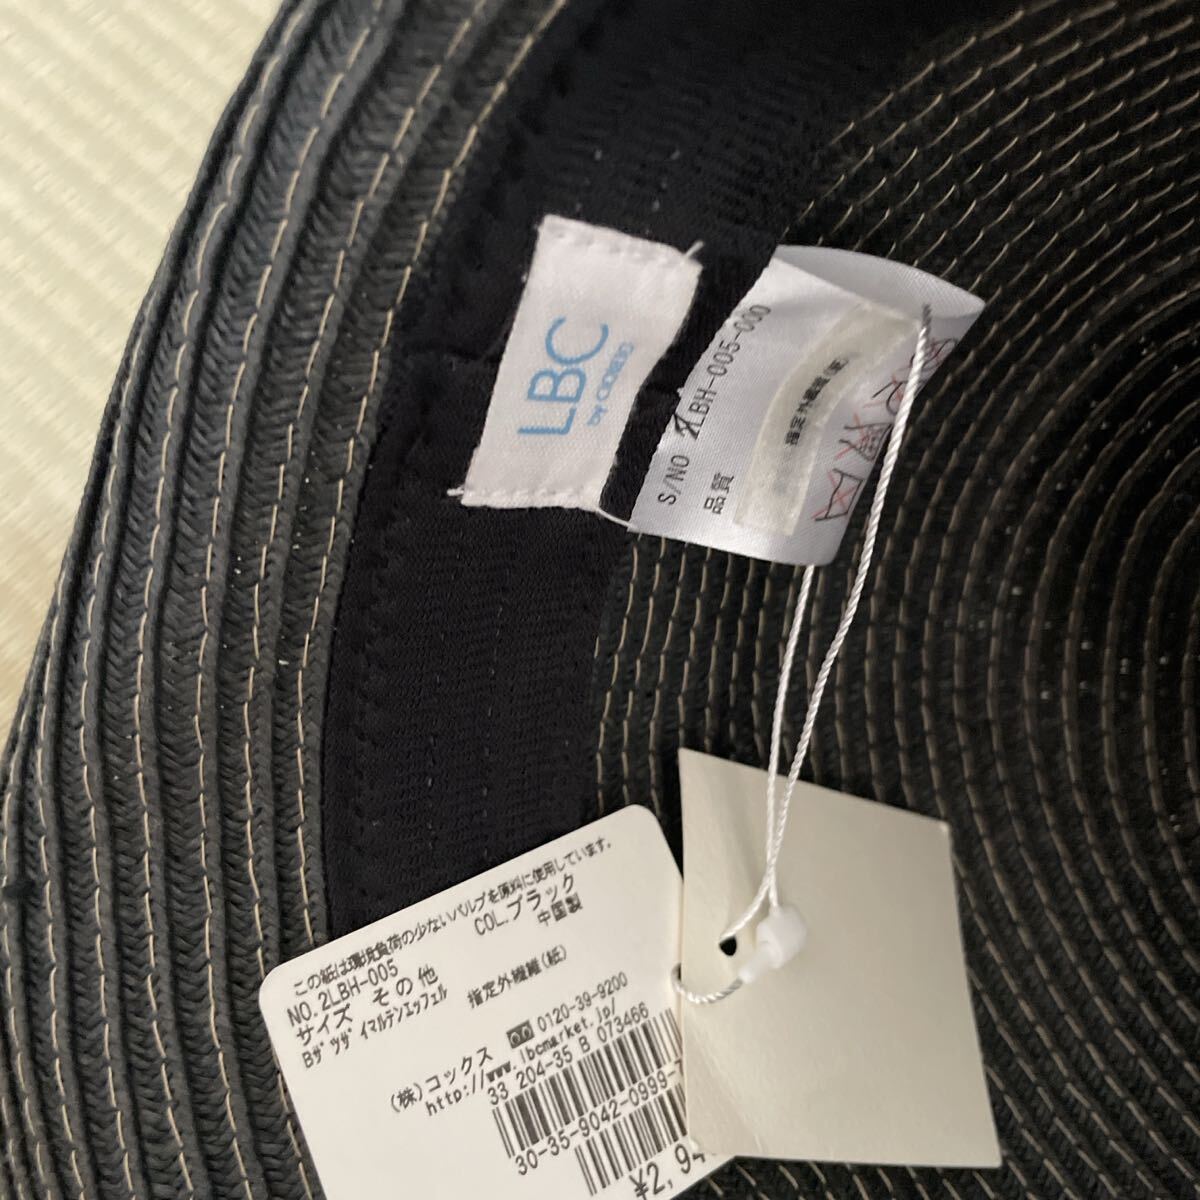 LBC
S/NO 2LBH-005-000
品質
指定外繊維(紙)
この紙は環境負荷の少ないパルプを原料に使用しています。
NO.2LBH-005
COL.ブラック
サイズ その他
中国製
Bザツザイマルチンエッフェル
指定外繊維(紙)
(株)コックス
0120-39-9200
http://www.lbcmarket.jp/
33 204-35 B 073466
30-35-9042-0999-
¥2,94